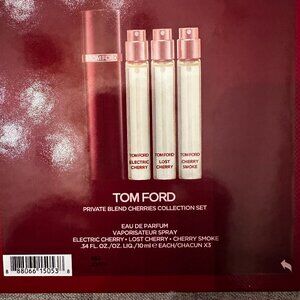 TOM FORD
ELECTRIC
CHERRY
TOM FORD
LOST
CHERRY
TOM FORD
CHERRY
SMOKE
TOM FORD
TOM FORD
PRIVATE BLEND CHERRIES COLLECTION SET
EAU DE PARFUM
VAPORISATEUR SPRAY
ELECTRIC CHERRY • LOST CHERRY • CHERRY SMOKE
.34 FL. OZ./OZ. LIQ./10 ml ℮ EACH/CHACUN X3
8 88066 15053 8